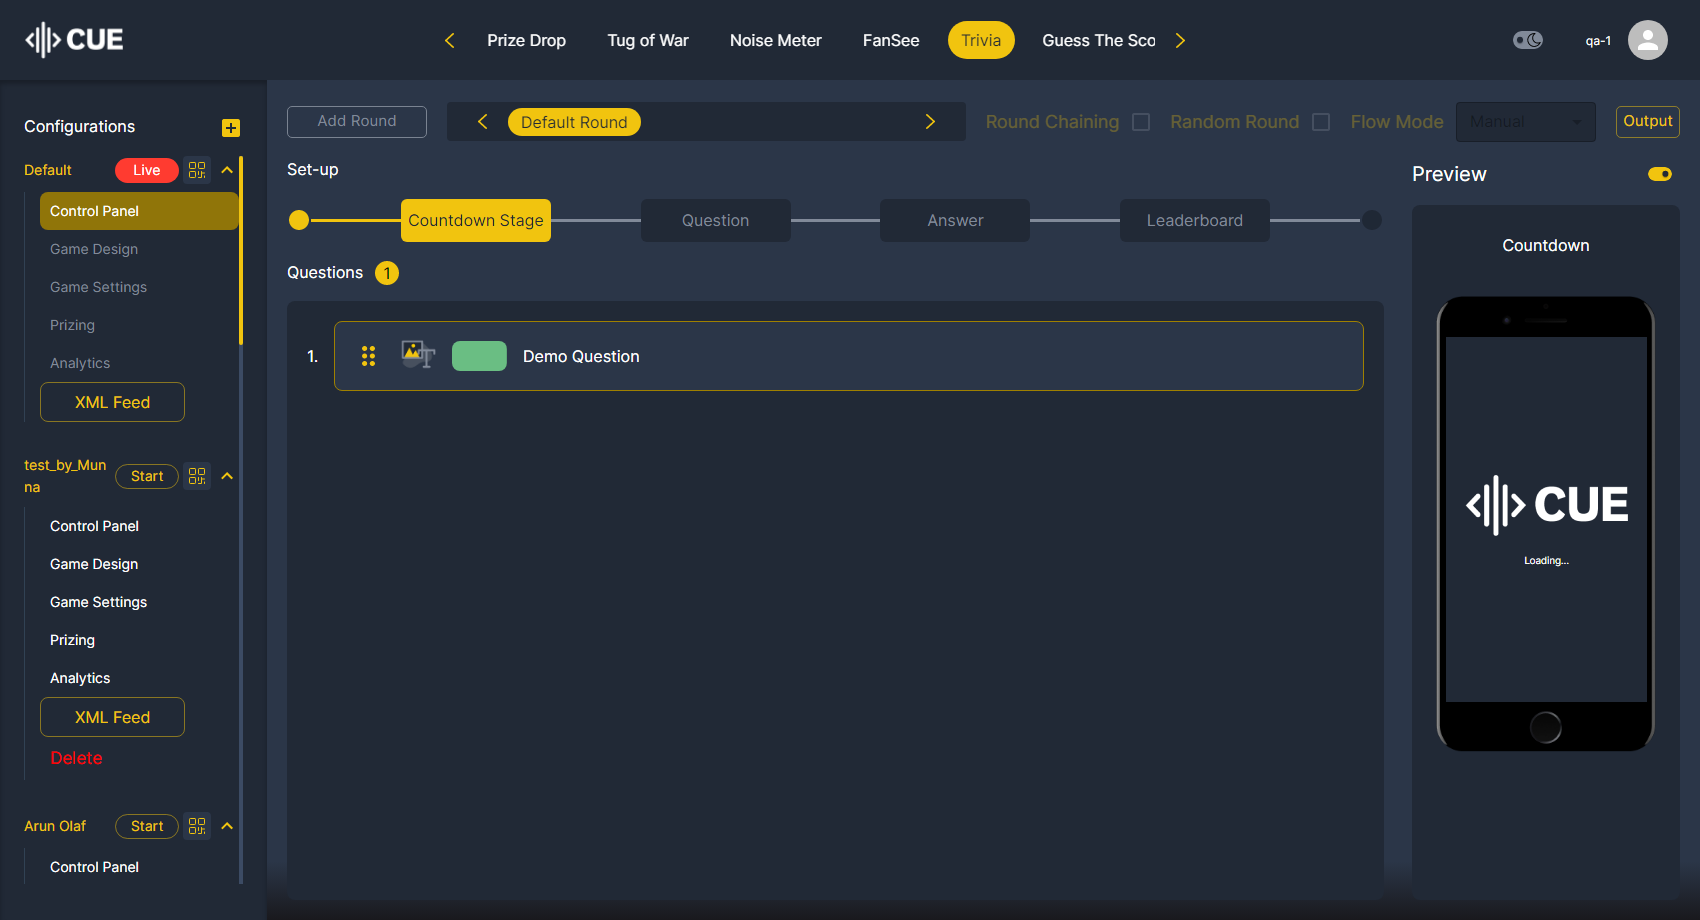 CUE
Prize Drop
Tug of War
Noise Meter
FanSee
Trivia
Guess The Sco
qa-1
Configurations
Default
Live
Control Panel
Game Design
Game Settings
Prizing
Analytics
XML Feed
test_by_Mun
na
Start
Control Panel
Game Design
Game Settings
Prizing
Analytics
XML Feed
Delete
Arun Olaf
Start
Control Panel
Add Round
Default Round
Round Chaining
Random Round
Flow Mode
Manual
Output
Set-up
Countdown Stage
Question
Answer
Leaderboard
Questions
1
1.
Demo Question
Preview
Countdown
CUE
Loading...